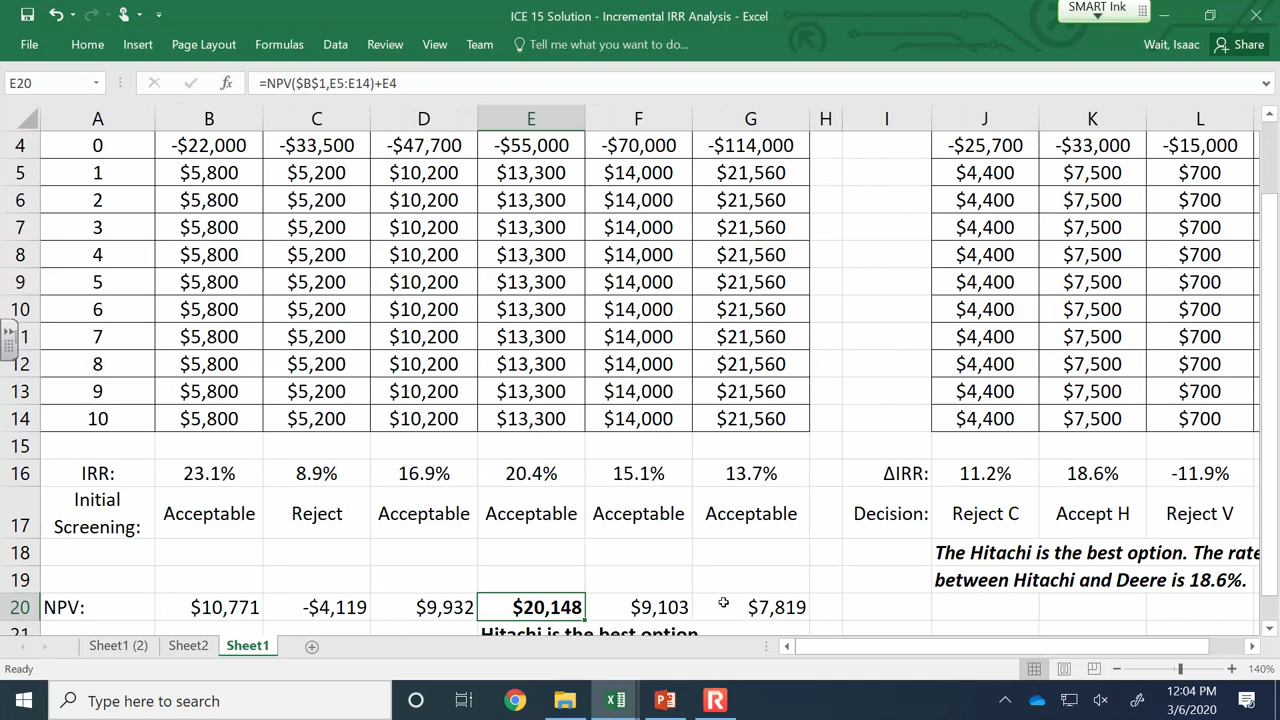 ICE 15 Solution - Incremental IRR Analysis - Excel
SMART Ink
File Home Insert Page Layout Formulas Data Review View Team Tell me what you want to do... Wait, Isaac Share
E20 fx =NPV($B$1,E5:E14)+E4
A B C D E F G H I J K L
4 0 -$22,000 -$33,500 -$47,700 -$55,000 -$70,000 -$114,000 -$25,700 -$33,000 -$15,000
5 1 $5,800 $5,200 $10,200 $13,300 $14,000 $21,560 $4,400 $7,500 $700
6 2 $5,800 $5,200 $10,200 $13,300 $14,000 $21,560 $4,400 $7,500 $700
7 3 $5,800 $5,200 $10,200 $13,300 $14,000 $21,560 $4,400 $7,500 $700
8 4 $5,800 $5,200 $10,200 $13,300 $14,000 $21,560 $4,400 $7,500 $700
9 5 $5,800 $5,200 $10,200 $13,300 $14,000 $21,560 $4,400 $7,500 $700
10 6 $5,800 $5,200 $10,200 $13,300 $14,000 $21,560 $4,400 $7,500 $700
11 7 $5,800 $5,200 $10,200 $13,300 $14,000 $21,560 $4,400 $7,500 $700
12 8 $5,800 $5,200 $10,200 $13,300 $14,000 $21,560 $4,400 $7,500 $700
13 9 $5,800 $5,200 $10,200 $13,300 $14,000 $21,560 $4,400 $7,500 $700
14 10 $5,800 $5,200 $10,200 $13,300 $14,000 $21,560 $4,400 $7,500 $700
15
16 IRR: 23.1% 8.9% 16.9% 20.4% 15.1% 13.7% ΔIRR: 11.2% 18.6% -11.9%
Initial
17 Screening: Acceptable Reject Acceptable Acceptable Acceptable Acceptable Decision: Reject C Accept H Reject V
18 The Hitachi is the best option. The rate
19 between Hitachi and Deere is 18.6%.
20 NPV: $10,771 -$4,119 $9,932 $20,148 $9,103 $7,819
21 Hitachi is the best option
Sheet1 (2) Sheet2 Sheet1
Ready 140%
Type here to search
12:04 PM
3/6/2020